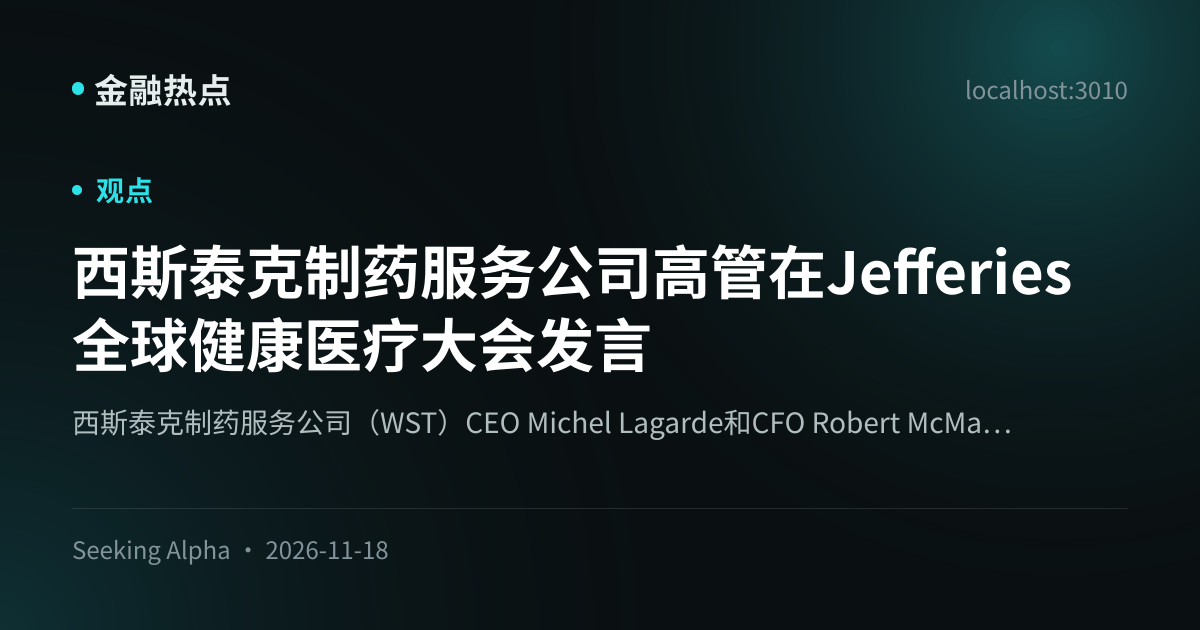 金融热点
localhost:3010
观点
西斯泰克制药服务公司高管在Jefferies
全球健康医疗大会发言
西斯泰克制药服务公司（WST）CEO Michel Lagarde和CFO Robert McMa…
Seeking Alpha · 2026-11-18